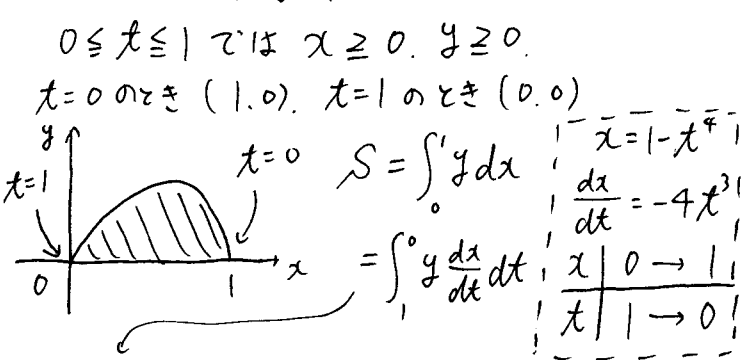 0≦t≦1 では x≧0. y≧0.
t=0 のとき (1.0). t=1 のとき (0.0)
y
t=1
t=0
0
1
x
S=∫₀¹ y dx
=∫₁⁰ y dx/dt dt
x=1-t⁴
dx/dt = -4t³
x | 0 → 1
t | 1 → 0